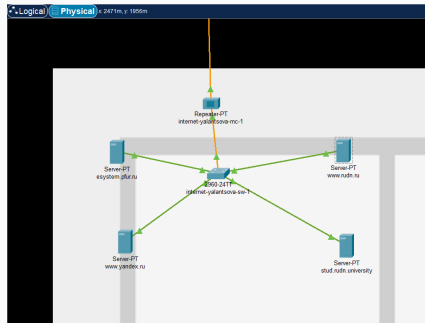 Logical
Physical
x: 2471m, y: 1956m
Repeater-PT
internet-yalantsova-mc-1
Server-PT
esystem.pfur.ru
Server-PT
www.rudn.ru
2960-24TT
internet-yalantsova-sw-1
Server-PT
www.yandex.ru
Server-PT
stud.rudn.university